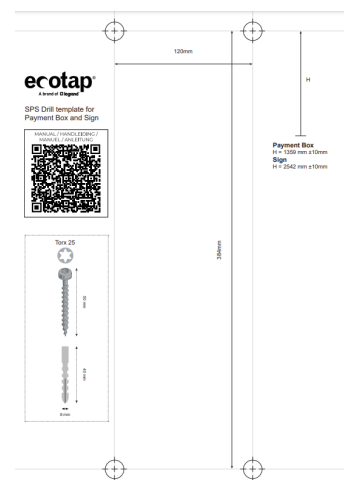 120mm
ecotap®
A brand of legrand
H
SPS Drill template for
Payment Box and Sign
MANUAL / HANDLEIDING /
MANUEL / ANLEITUNG
Payment Box
H = 1359 mm ±10mm
Sign
H = 2542 mm ±10mm
384mm
Torx 25